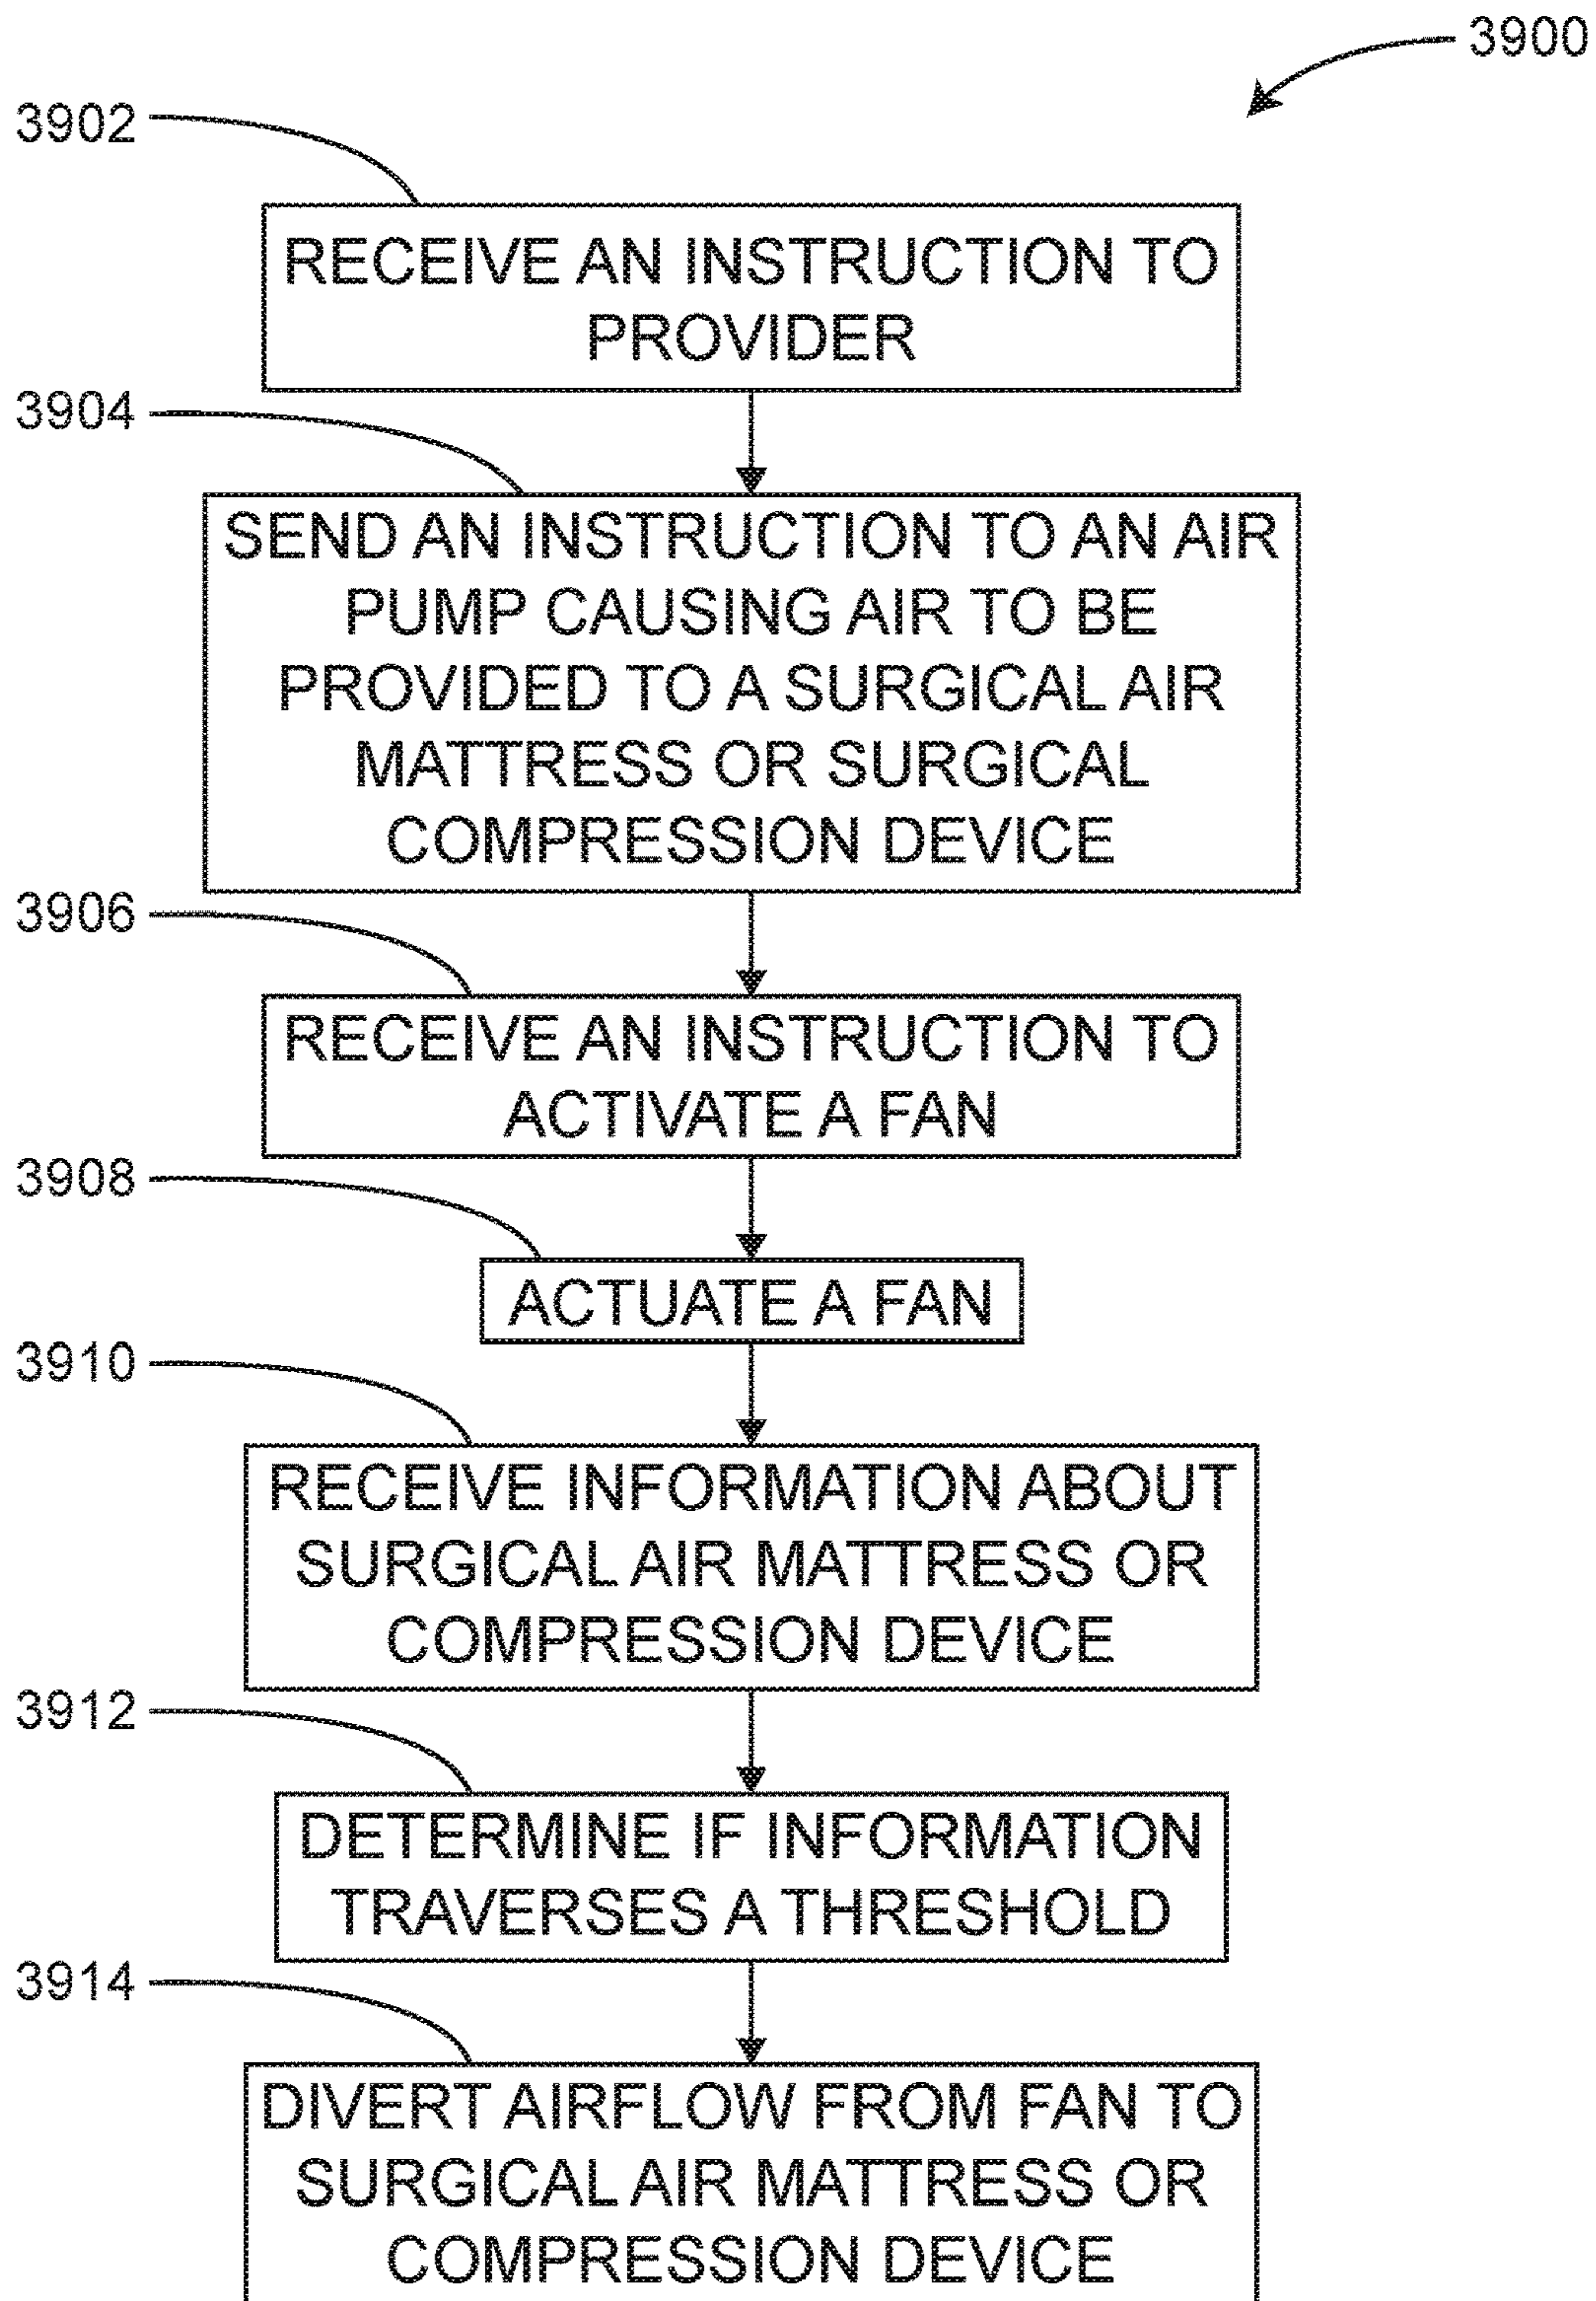 3900
3902
RECEIVE AN INSTRUCTION TO
PROVIDER
3904
SEND AN INSTRUCTION TO AN AIR
PUMP CAUSING AIR TO BE
PROVIDED TO A SURGICAL AIR
MATTRESS OR SURGICAL
COMPRESSION DEVICE
3906
RECEIVE AN INSTRUCTION TO
ACTIVATE A FAN
3908
ACTUATE A FAN
3910
RECEIVE INFORMATION ABOUT
SURGICAL AIR MATTRESS OR
COMPRESSION DEVICE
3912
DETERMINE IF INFORMATION
TRAVERSES A THRESHOLD
3914
DIVERT AIRFLOW FROM FAN TO
SURGICAL AIR MATTRESS OR
COMPRESSION DEVICE